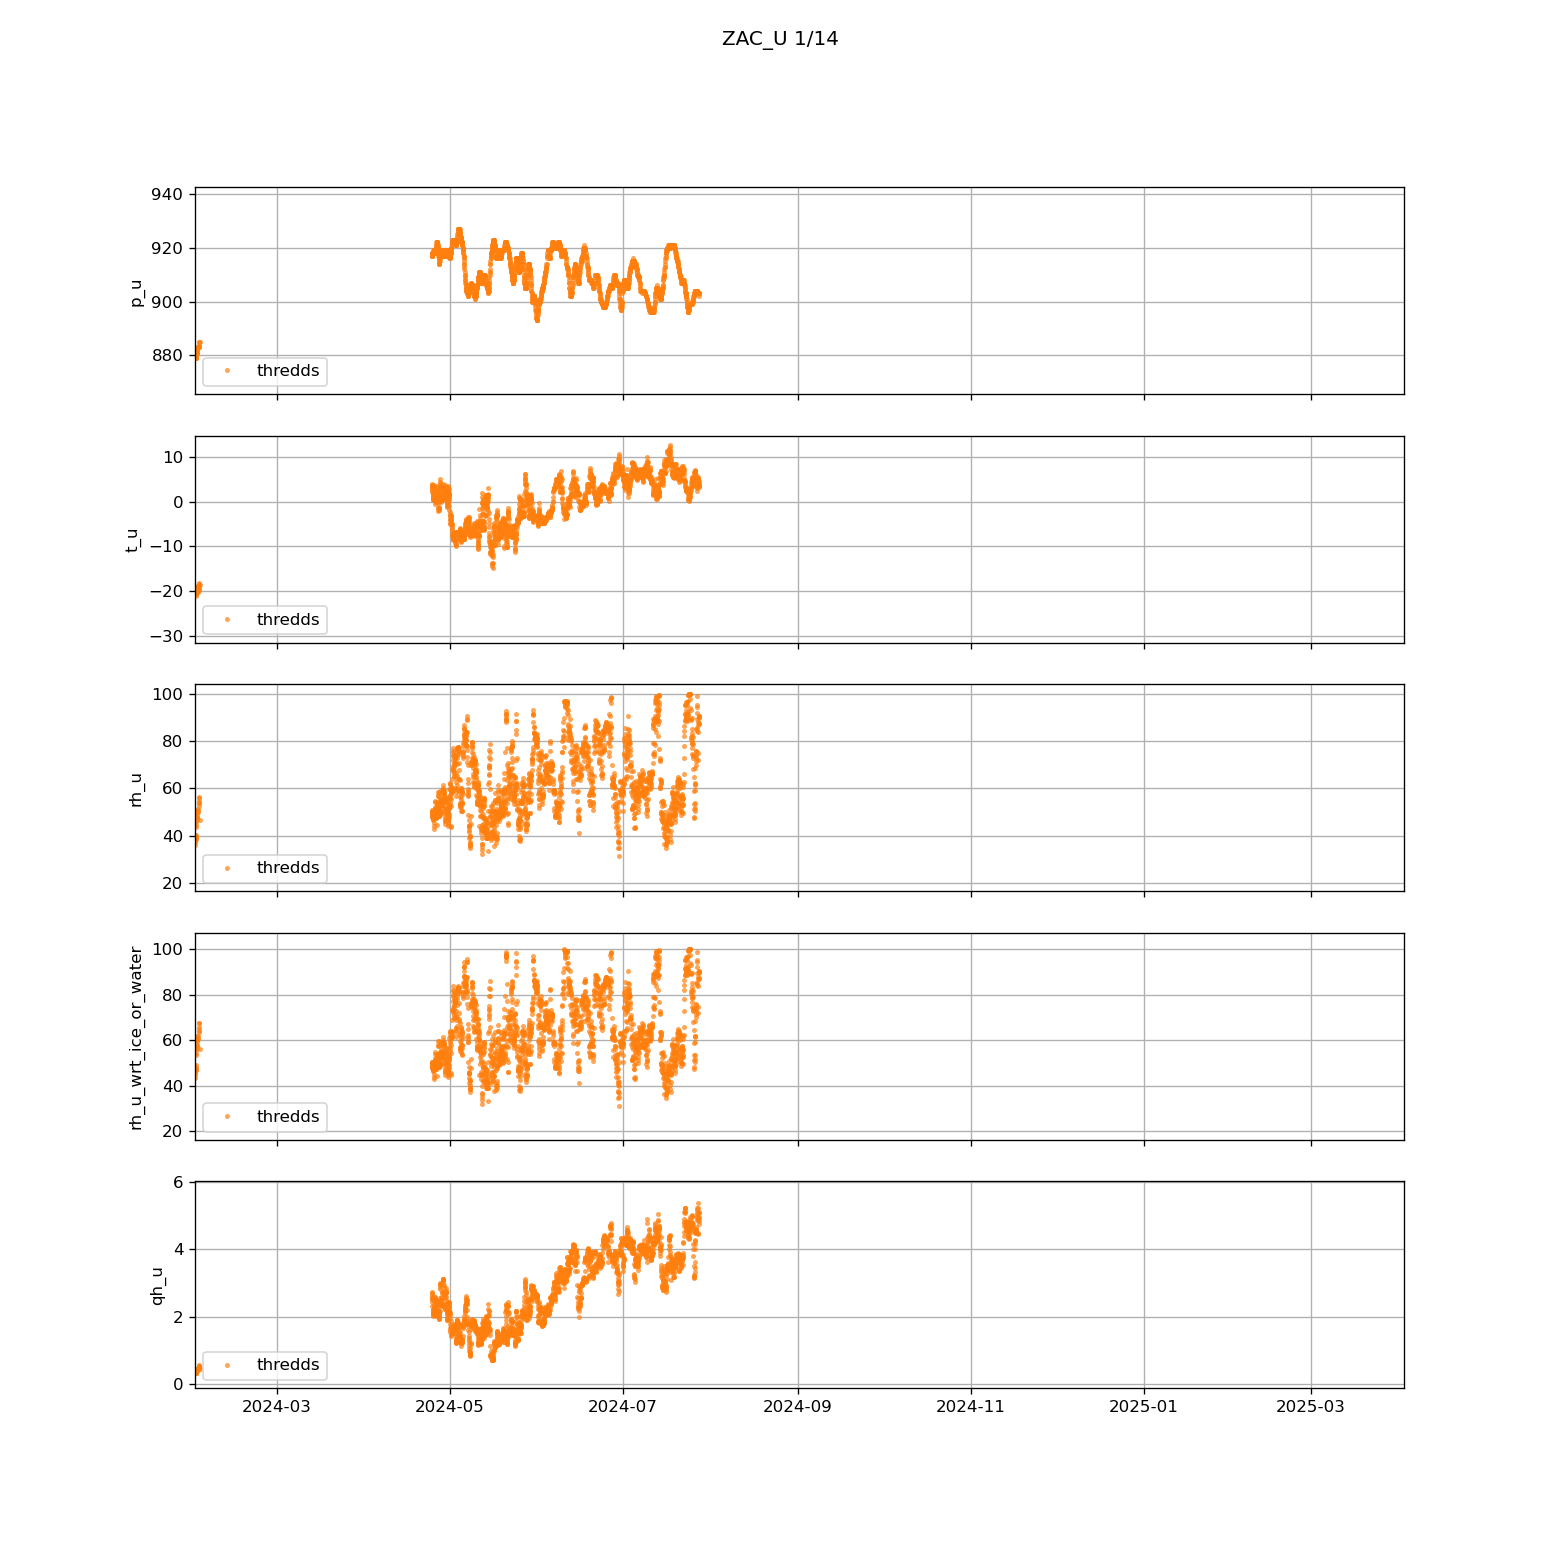 ZAC_U 1/14
940
920
900
880
p_u
thredds
10
0
−10
−20
−30
t_u
thredds
100
80
60
40
20
rh_u
thredds
100
80
60
40
20
rh_u_wrt_ice_or_water
thredds
6
4
2
0
qh_u
thredds
2024-03 2024-05 2024-07 2024-09 2024-11 2025-01 2025-03